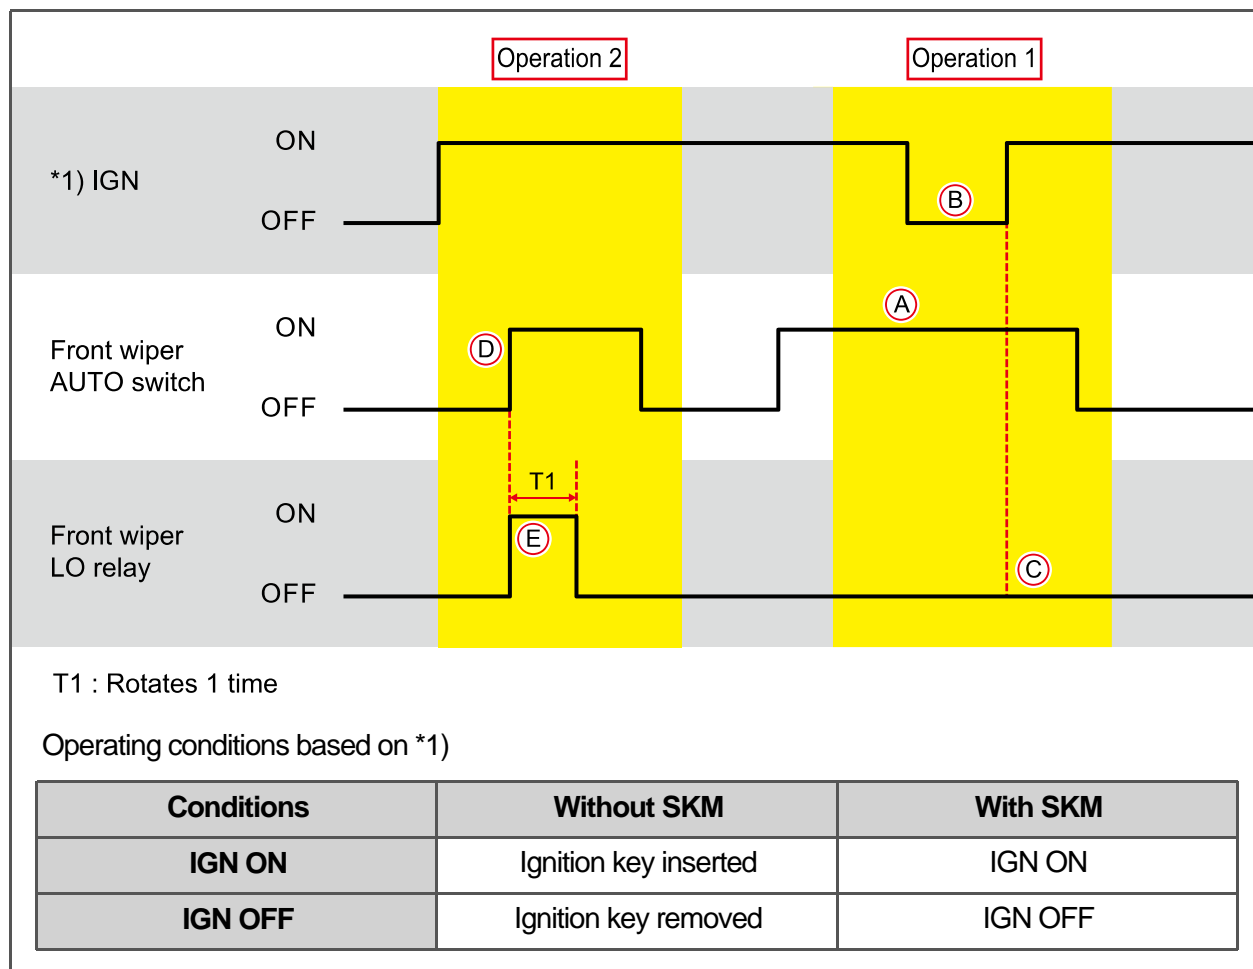 Operation 2
Operation 1
*1) IGN
ON
OFF
B
Front wiper
AUTO switch
ON
OFF
A
D
Front wiper
LO relay
ON
OFF
T1
E
C
T1 : Rotates 1 time
Operating conditions based on *1)
Conditions Without SKM With SKM
IGN ON Ignition key inserted IGN ON
IGN OFF Ignition key removed IGN OFF